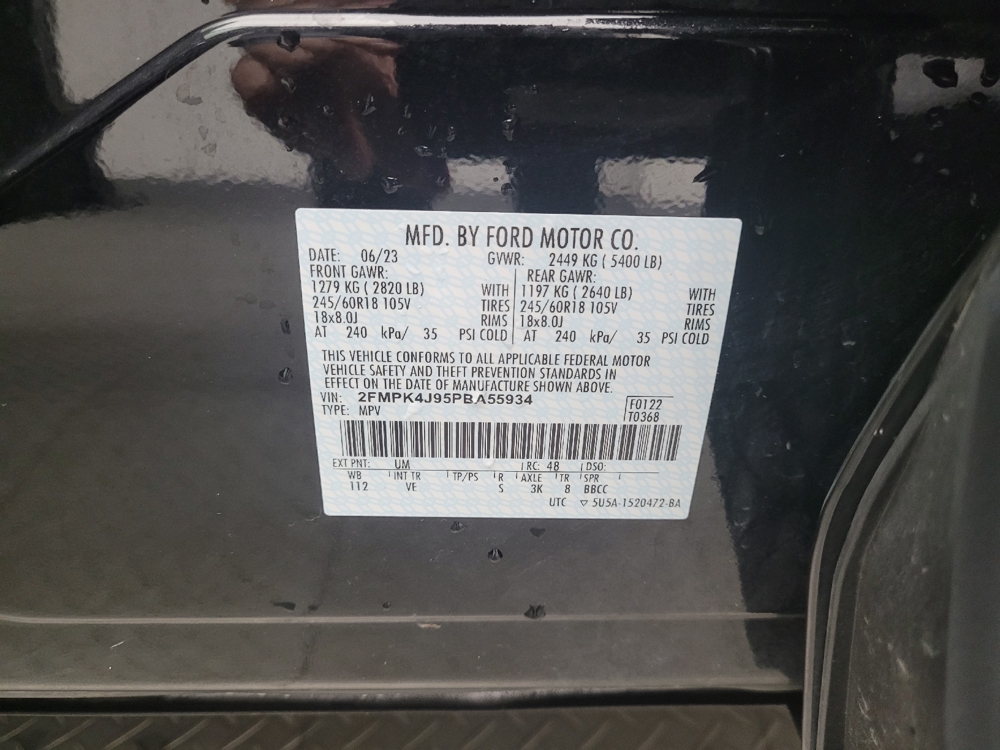 MFD. BY FORD MOTOR CO.
DATE: 06/23 GVWR: 2449 KG ( 5400 LB)
FRONT GAWR: REAR GAWR:
1279 KG ( 2820 LB) WITH 1197 KG ( 2640 LB) WITH
245/60R18 105V TIRES 245/60R18 105V TIRES
18x8.0J RIMS 18x8.0J RIMS
AT 240 kPa/ 35 PSI COLD AT 240 kPa/ 35 PSI COLD
THIS VEHICLE CONFORMS TO ALL APPLICABLE FEDERAL MOTOR
VEHICLE SAFETY AND THEFT PREVENTION STANDARDS IN
EFFECT ON THE DATE OF MANUFACTURE SHOWN ABOVE.
VIN: 2FMPK4J95PBA55934
TYPE: MPV
F0122
T0368
EXT PNT: UM RC: 48 DSO:
WB INT TR TP/PS R AXLE TR SPR
112 VE S 3K 8 BBCC
UTC ▽ 5U5A-1520472-BA